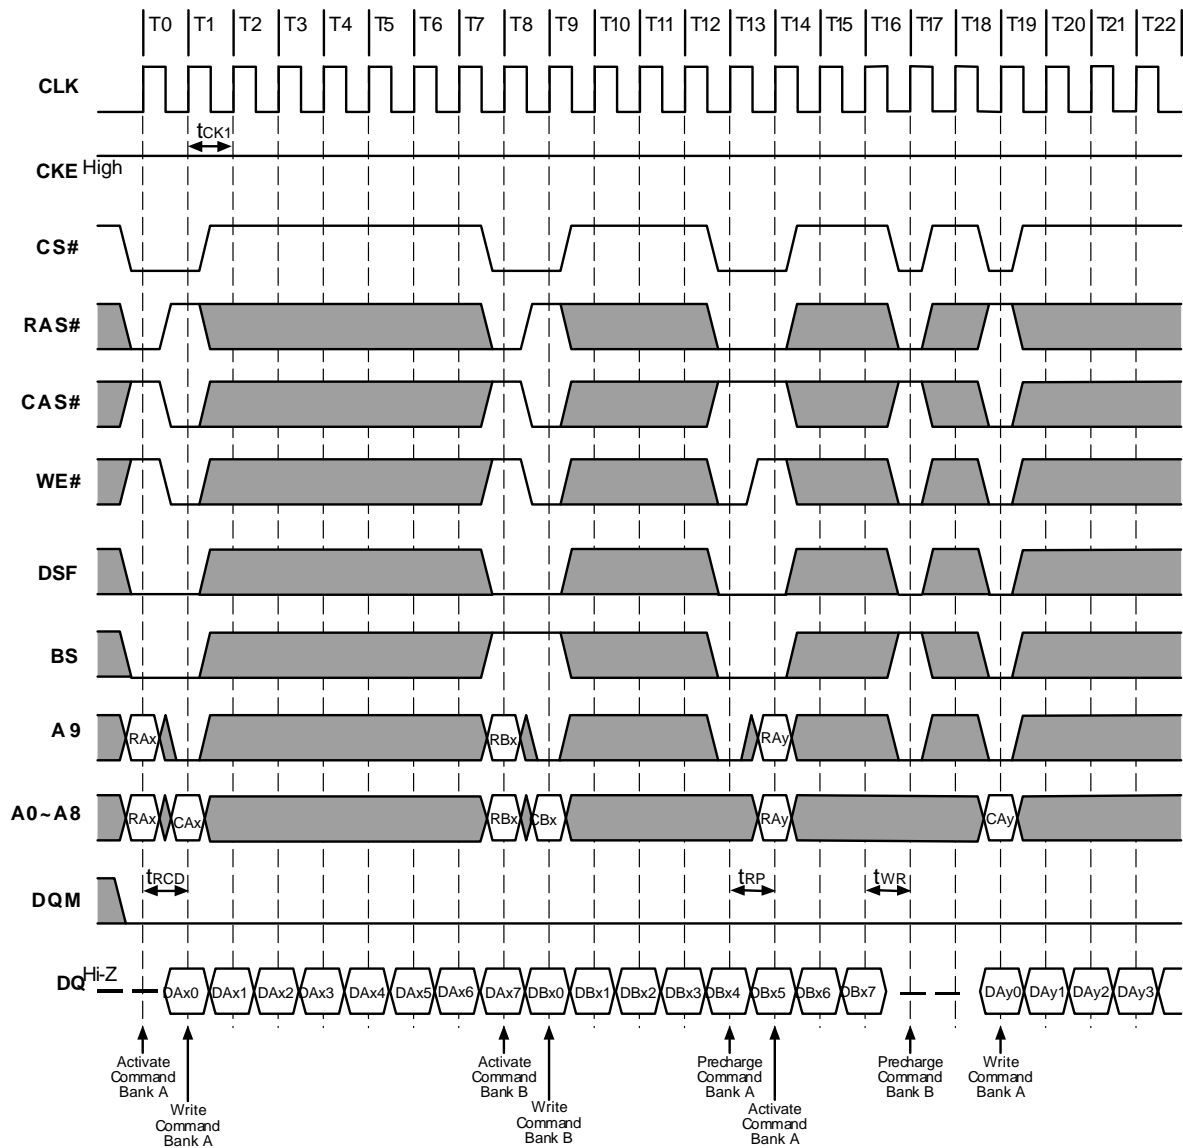 T0 T1 T2 T3 T4 T5 T6 T7 T8 T9 T10 T11 T12 T13 T14 T15 T16 T17 T18 T19 T20 T21 T22
CLK
tCK1
CKE High
CS#
RAS#
CAS#
WE#
DSF
BS
A9 RAx RBx RAy
A0~A8 RAx CAx RBx CBx RAy CAy
tRCD tRP tWR
DQM
DQ Hi-Z DAx0 DAx1 DAx2 DAx3 DAx4 DAx5 DAx6 DAx7 DBx0 DBx1 DBx2 DBx3 DBx4 DBx5 DBx6 DBx7 DAy0 DAy1 DAy2 DAy3
Activate
Command
Bank A
Write
Command
Bank A
Activate
Command
Bank B
Write
Command
Bank B
Precharge
Command
Bank A
Activate
Command
Bank A
Precharge
Command
Bank B
Write
Command
Bank A